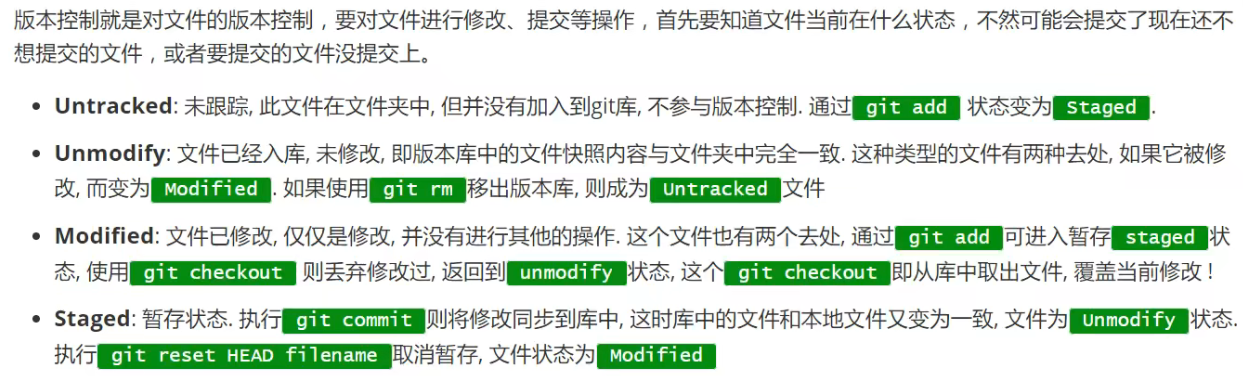 版本控制就是对文件的版本控制，要对文件进行修改、提交等操作，首先要知道文件当前在什么状态，不然可能会提交了现在还不
想提交的文件，或者要提交的文件没提交上。
• Untracked: 未跟踪, 此文件在文件夹中, 但并没有加入到git库, 不参与版本控制. 通过 git add 状态变为 Staged .
• Unmodify: 文件已经入库, 未修改, 即版本库中的文件快照内容与文件夹中完全一致. 这种类型的文件有两种去处, 如果它被修
改, 而变为 Modified . 如果使用 git rm 移出版本库, 则成为 Untracked 文件
• Modified: 文件已修改, 仅仅是修改, 并没有进行其他的操作. 这个文件也有两个去处, 通过 git add 可进入暂存 staged 状
态, 使用 git checkout 则丢弃修改过, 返回到 unmodify 状态, 这个 git checkout 即从库中取出文件, 覆盖当前修改 !
• Staged: 暂存状态. 执行 git commit 则将修改同步到库中, 这时库中的文件和本地文件又变为一致, 文件为 Unmodify 状态.
执行 git reset HEAD filename 取消暂存, 文件状态为 Modified